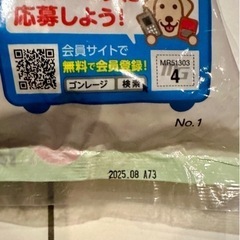 応募しよう!
会員サイトで
無料で会員登録!
ゴンレージ 検索
MR51303
4
No.1
2025.08 A73